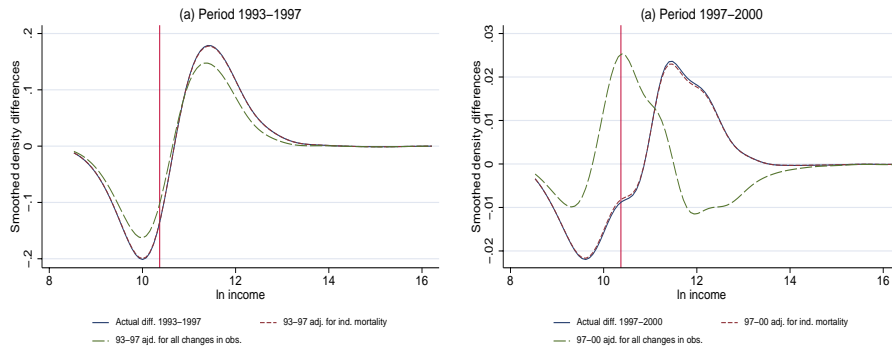 (a) Period 1993-1997
Smoothed density differences
.2
.1
0
-.1
-.2
8
10
12
14
16
ln income
Actual diff. 1993-1997
93-97 adj. for ind. mortality
93-97 ajd. for all changes in obs.
(a) Period 1997-2000
Smoothed density differences
.03
.02
.01
0
-.01
-.02
8
10
12
14
16
ln income
Actual diff. 1997-2000
97-00 adj. for ind. mortality
97-00 ajd. for all changes in obs.